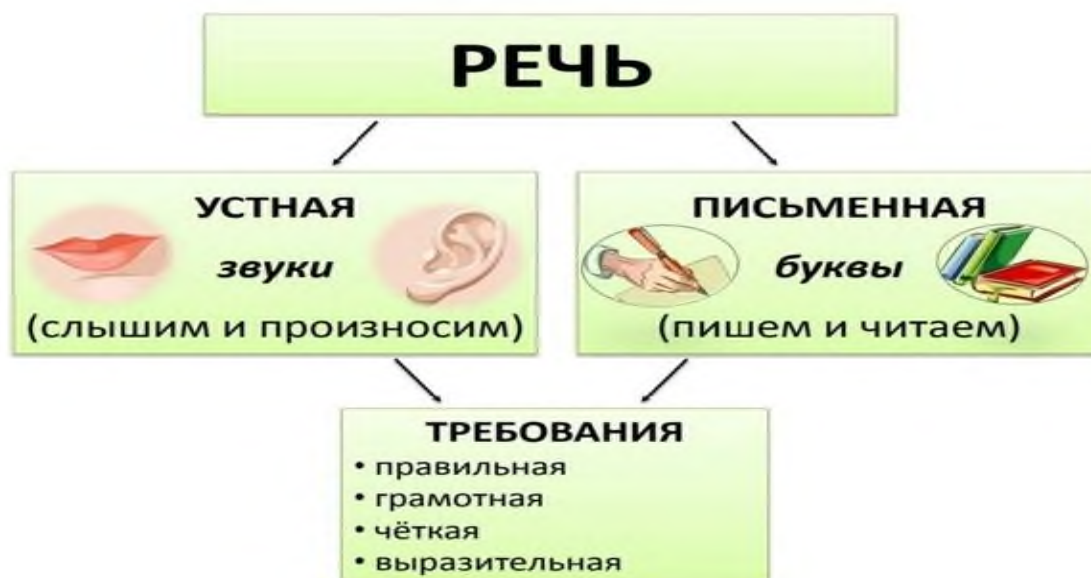 РЕЧЬ
УСТНАЯ
звуки
(слышим и произносим)
ПИСЬМЕННАЯ
буквы
(пишем и читаем)
ТРЕБОВАНИЯ
• правильная
• грамотная
• чёткая
• выразительная